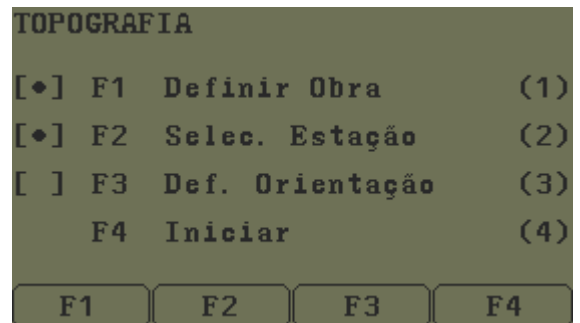 TOPOGRAFIA
[•] F1 Definir Obra (1)
[•] F2 Selec. Estação (2)
[ ] F3 Def. Orientação (3)
F4 Iniciar (4)
F1 F2 F3 F4